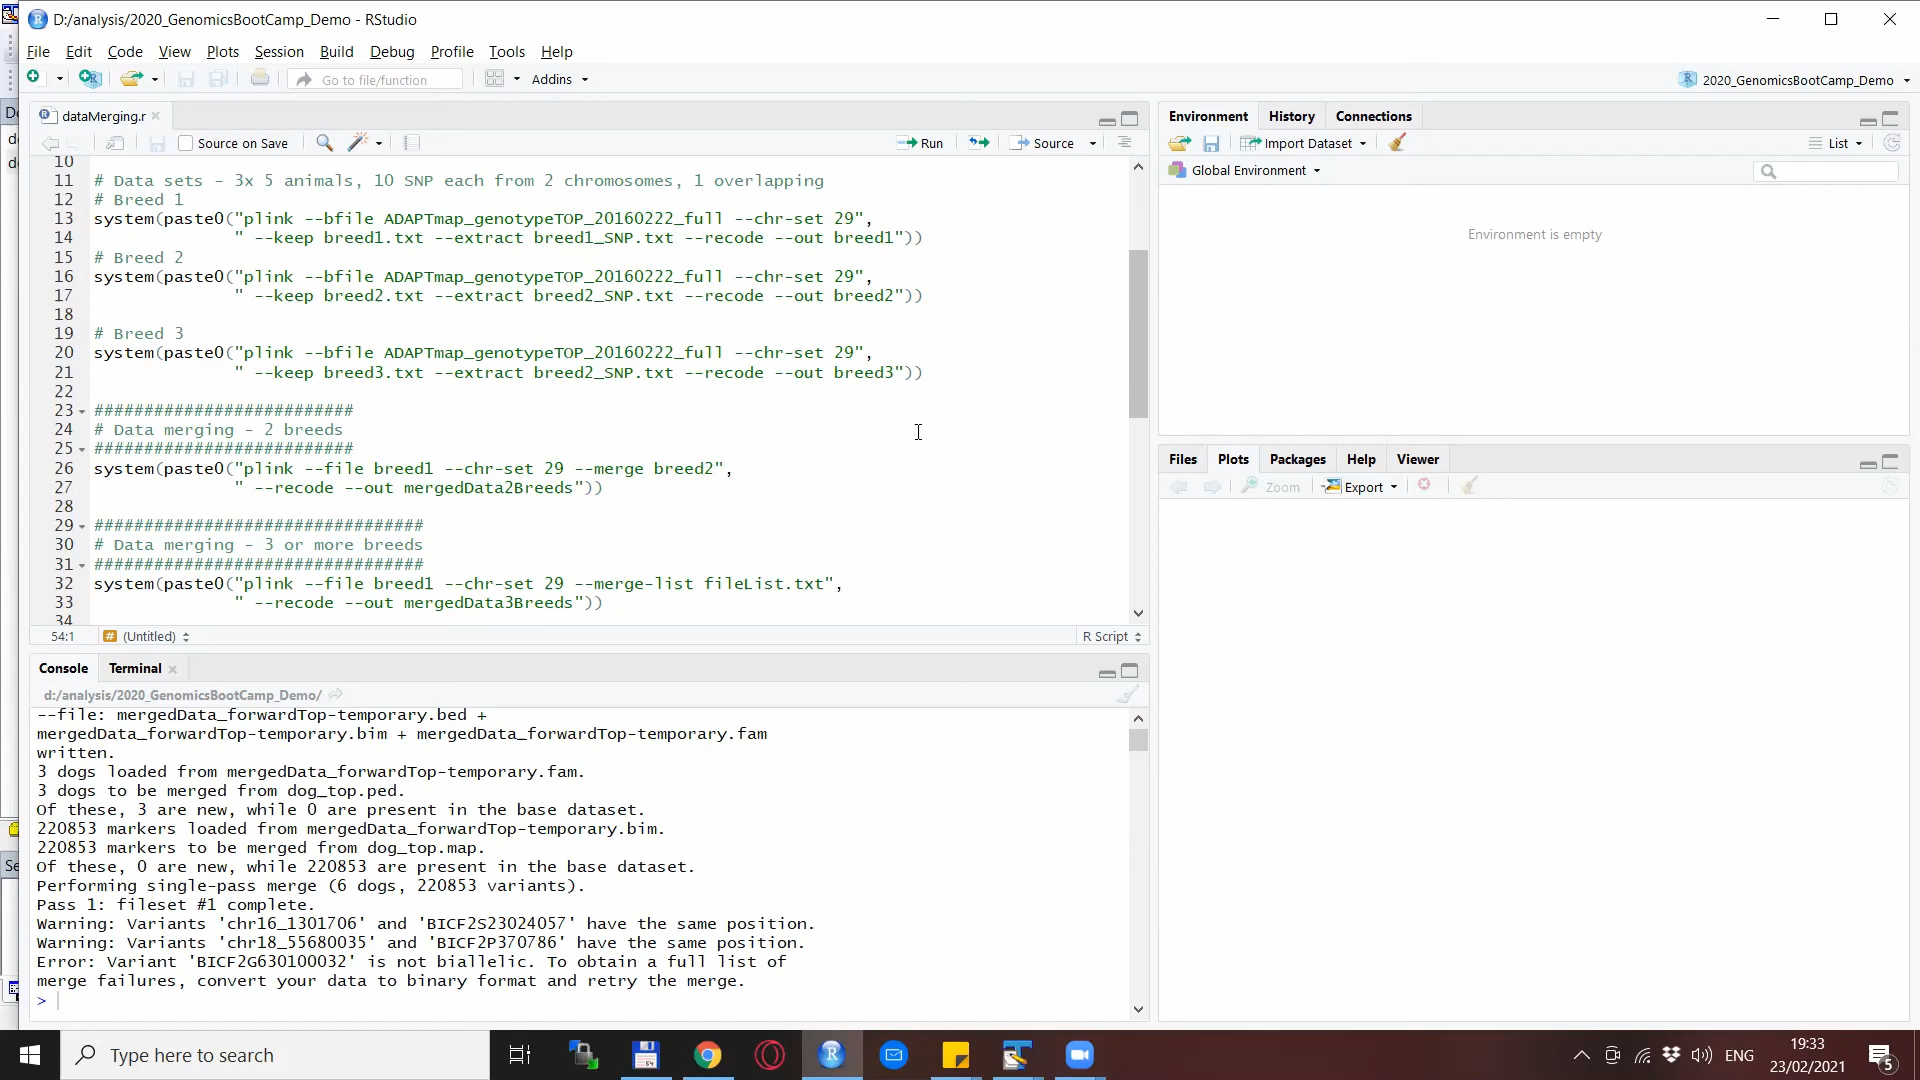 D:/analysis/2020_GenomicsBootCamp_Demo - RStudio
File Edit Code View Plots Session Build Debug Profile Tools Help
Go to file/function Addins 2020_GenomicsBootCamp_Demo
dataMerging.r
Source on Save Run Source
10
11 # Data sets - 3x 5 animals, 10 SNP each from 2 chromosomes, 1 overlapping
12 # Breed 1
13 system(paste0("plink --bfile ADAPTmap_genotypeTOP_20160222_full --chr-set 29",
14 " --keep breed1.txt --extract breed1_SNP.txt --recode --out breed1"))
15 # Breed 2
16 system(paste0("plink --bfile ADAPTmap_genotypeTOP_20160222_full --chr-set 29",
17 " --keep breed2.txt --extract breed2_SNP.txt --recode --out breed2"))
18
19 # Breed 3
20 system(paste0("plink --bfile ADAPTmap_genotypeTOP_20160222_full --chr-set 29",
21 " --keep breed3.txt --extract breed2_SNP.txt --recode --out breed3"))
22
23 ##########################
24 # Data merging - 2 breeds
25 ##########################
26 system(paste0("plink --file breed1 --chr-set 29 --merge breed2",
27 " --recode --out mergedData2Breeds"))
28
29 #################################
30 # Data merging - 3 or more breeds
31 #################################
32 system(paste0("plink --file breed1 --chr-set 29 --merge-list fileList.txt",
33 " --recode --out mergedData3Breeds"))
34
54:1 # (Untitled) R Script
Console Terminal
d:/analysis/2020_GenomicsBootCamp_Demo/
--file: mergedData_forwardTop-temporary.bed +
mergedData_forwardTop-temporary.bim + mergedData_forwardTop-temporary.fam
written.
3 dogs loaded from mergedData_forwardTop-temporary.fam.
3 dogs to be merged from dog_top.ped.
Of these, 3 are new, while 0 are present in the base dataset.
220853 markers loaded from mergedData_forwardTop-temporary.bim.
220853 markers to be merged from dog_top.map.
Of these, 0 are new, while 220853 are present in the base dataset.
Performing single-pass merge (6 dogs, 220853 variants).
Pass 1: fileset #1 complete.
Warning: Variants 'chr16_1301706' and 'BICF2S23024057' have the same position.
Warning: Variants 'chr18_55680035' and 'BICF2P370786' have the same position.
Error: Variant 'BICF2G630100032' is not biallelic. To obtain a full list of
merge failures, convert your data to binary format and retry the merge.
>
Environment History Connections
Import Dataset List
Global Environment
Environment is empty
Files Plots Packages Help Viewer
Zoom Export
Type here to search
ENG
19:33
23/02/2021
5